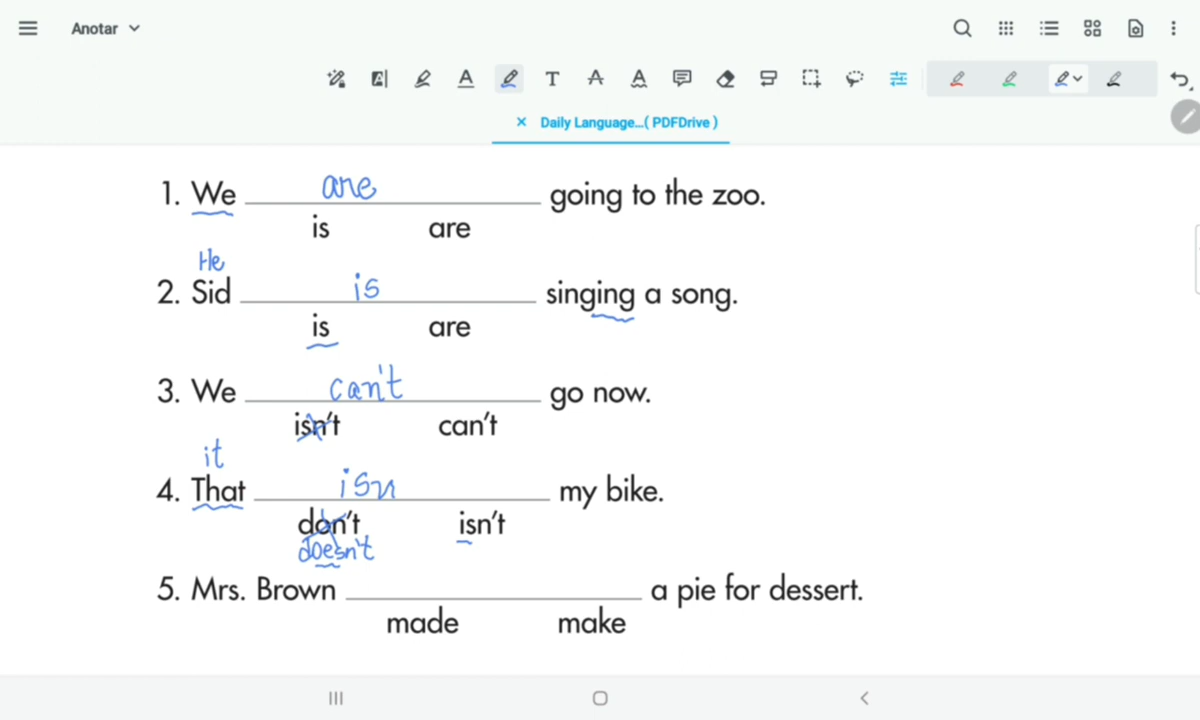 Anotar
Daily Language...( PDFDrive )
1. We are going to the zoo.
is are
He
2. Sid is singing a song.
is are
3. We can't go now.
isn't can't
it
4. That isn my bike.
don't isn't
doesn't
5. Mrs. Brown ______ a pie for dessert.
made make